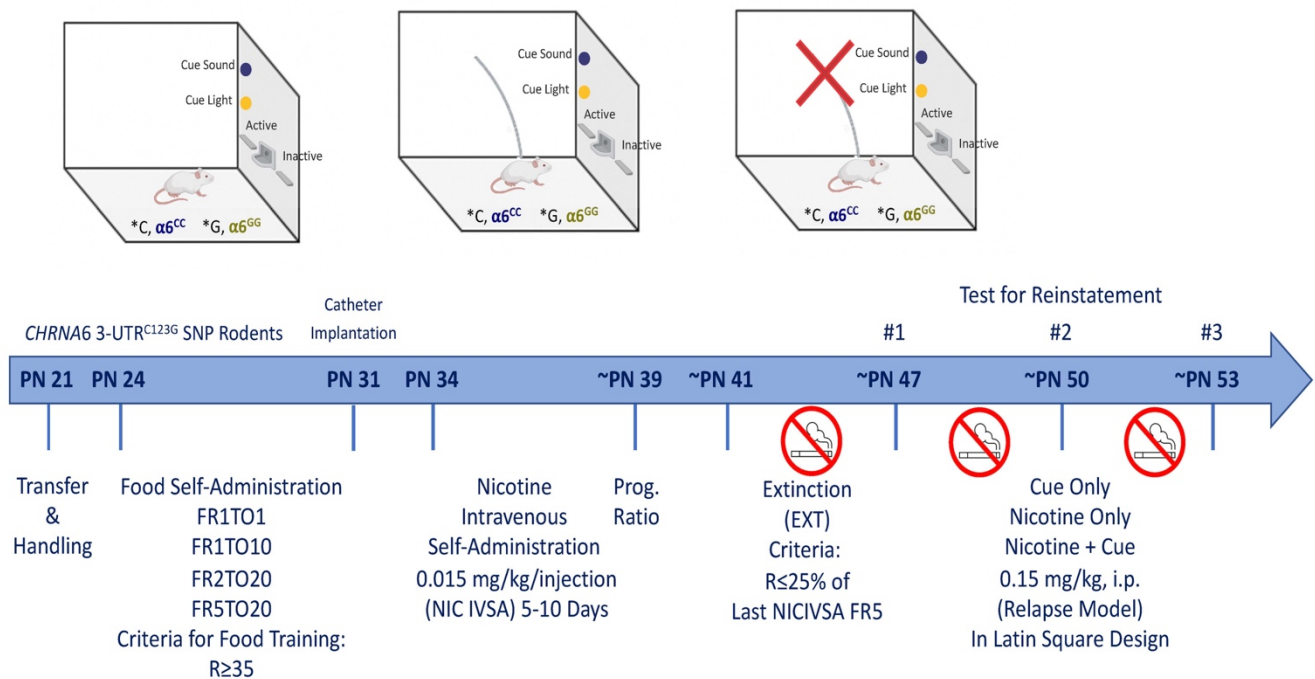 Cue Sound
Cue Light
Active
Inactive
*C, α6CC *G, α6GG
Cue Sound
Cue Light
Active
Inactive
*C, α6CC *G, α6GG
Cue Sound
Cue Light
Active
Inactive
*C, α6CC *G, α6GG
Test for Reinstatement
CHRNA6 3-UTRC123G SNP Rodents
Catheter
Implantation
#1 #2 #3
PN 21 PN 24 PN 31 PN 34 ~PN 39 ~PN 41 ~PN 47 ~PN 50 ~PN 53
Transfer
&
Handling
Food Self-Administration
FR1TO1
FR1TO10
FR2TO20
FR5TO20
Criteria for Food Training:
R≥35
Nicotine
Intravenous
Self-Administration
0.015 mg/kg/injection
(NIC IVSA) 5-10 Days
Prog.
Ratio
Extinction
(EXT)
Criteria:
R≤25% of
Last NICIVSA FR5
Cue Only
Nicotine Only
Nicotine + Cue
0.15 mg/kg, i.p.
(Relapse Model)
In Latin Square Design